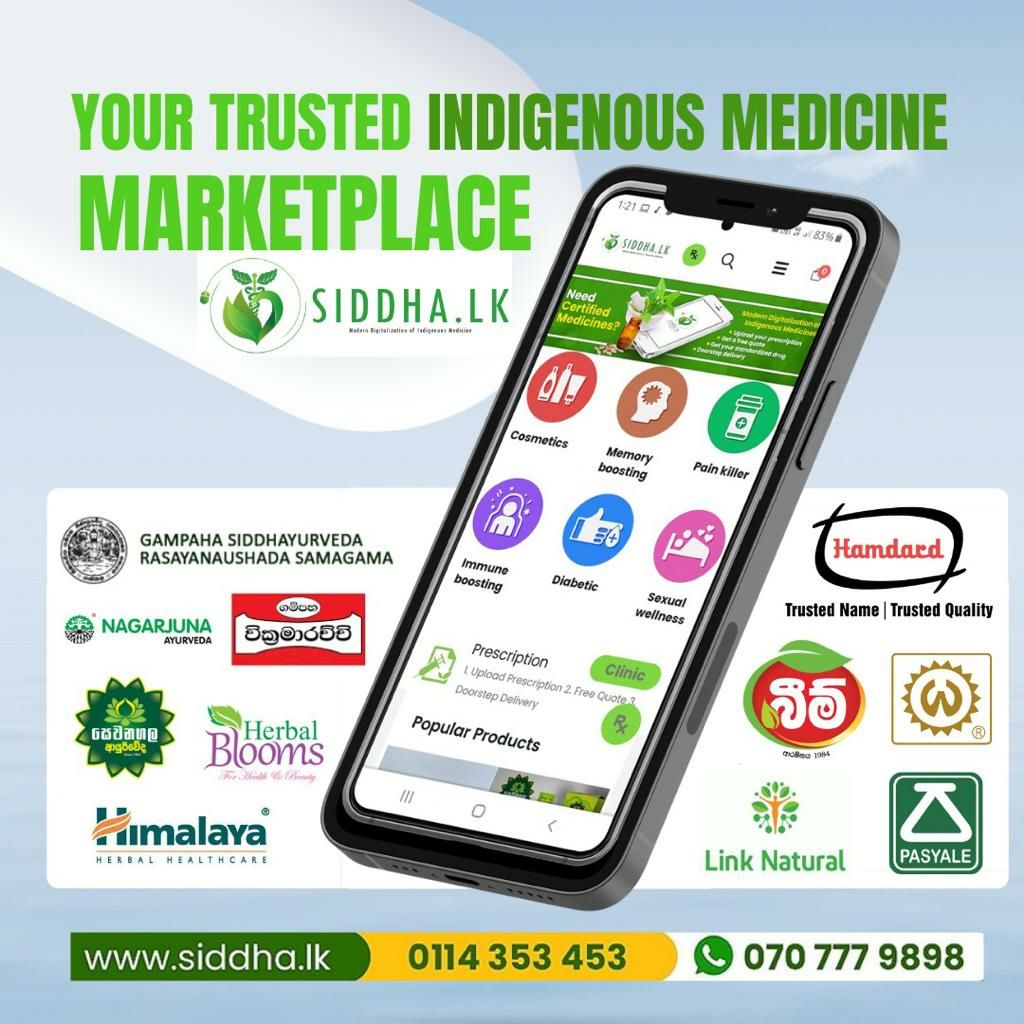 YOUR TRUSTED INDIGENOUS MEDICINE
MARKETPLACE
SIDDHA.LK
Modern Digitalization of Indigenous Medicine
1:21
83%
SIDDHA.LK
Rx
0
Need
Certified
Medicines?
Modern Digitalization of
Indigenous Medicines
Upload your prescription
Get a free quote
Get your standardized drug
Doorstep delivery
Cosmetics
Memory
boosting
Pain killer
Immune
boosting
Diabetic
Sexual
wellness
Prescription
Clinic
1. Upload Prescription 2. Free Quote 3.
Doorstep Delivery
Rx
Popular Products
GAMPAHA SIDDHAYURVEDA
RASAYANAUSHADA SAMAGAMA
NAGARJUNA
AYURVEDA
ගම්පහ
වික්‍රමාරච්චි
සෙවනගල
ආයුර්වේද
Herbal
Blooms
For Health & Beauty
Himalaya®
HERBAL HEALTHCARE
Hamdard
Trusted Name | Trusted Quality
බීම්
ආරම්භය 1984
W
®
Link Natural
PASYALE
www.siddha.lk
0114 353 453
070 777 9898